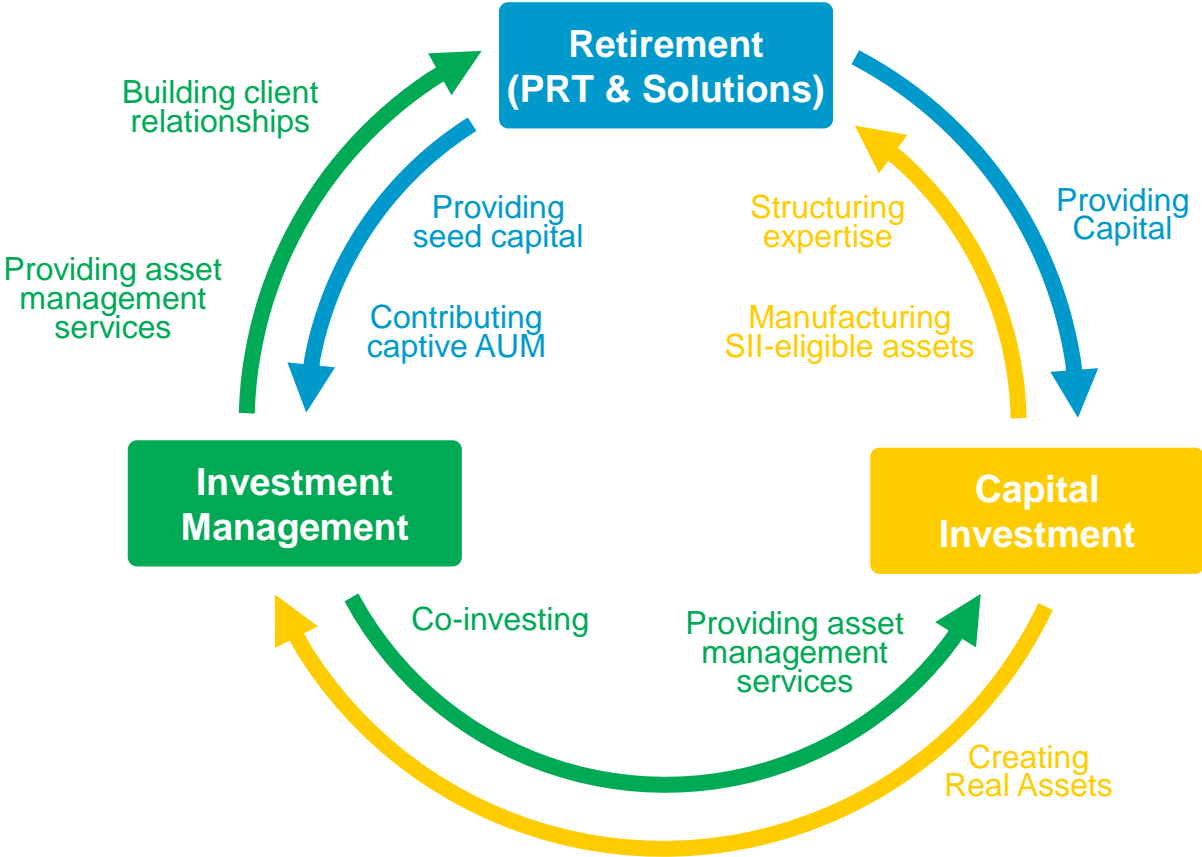 Retirement
(PRT & Solutions)
Building client
relationships
Providing
seed capital
Structuring
expertise
Providing
Capital
Providing asset
management
services
Contributing
captive AUM
Manufacturing
SII-eligible assets
Investment
Management
Capital
Investment
Co-investing
Providing asset
management
services
Creating
Real Assets